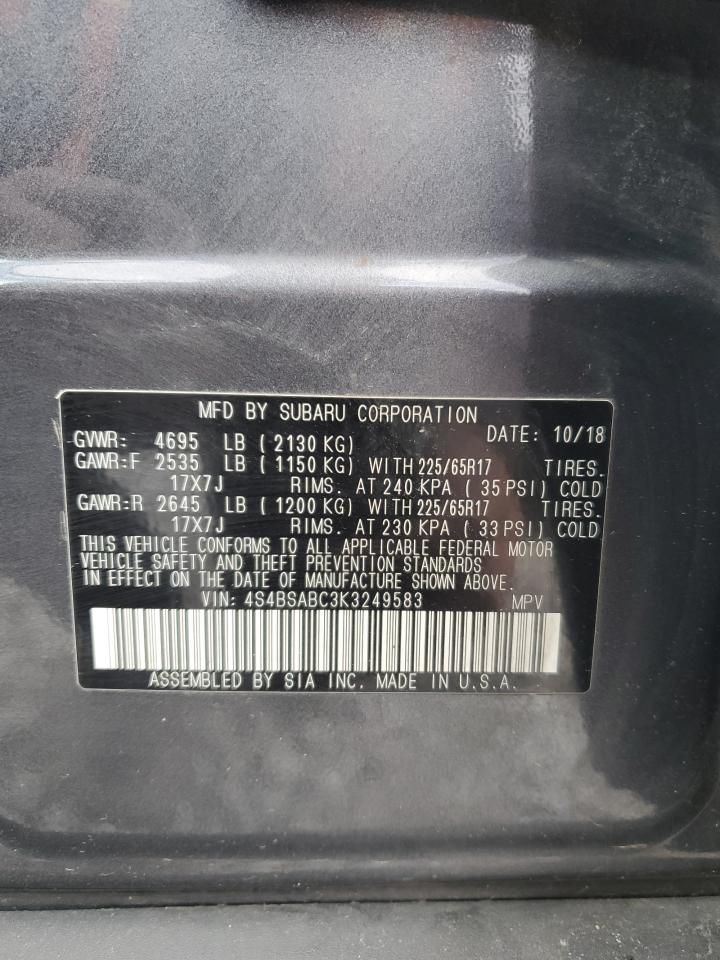 MFD BY SUBARU CORPORATION
GVWR: 4695 LB ( 2130 KG) DATE: 10/18
GAWR:F 2535 LB ( 1150 KG) WITH 225/65R17 TIRES.
17X7J RIMS. AT 240 KPA ( 35 PSI) COLD
GAWR:R 2645 LB ( 1200 KG) WITH 225/65R17 TIRES.
17X7J RIMS. AT 230 KPA ( 33 PSI) COLD
THIS VEHICLE CONFORMS TO ALL APPLICABLE FEDERAL MOTOR
VEHICLE SAFETY AND THEFT PREVENTION STANDARDS
IN EFFECT ON THE DATE OF MANUFACTURE SHOWN ABOVE.
VIN: 4S4BSABC3K3249583 MPV
ASSEMBLED BY SIA INC. MADE IN U.S.A.